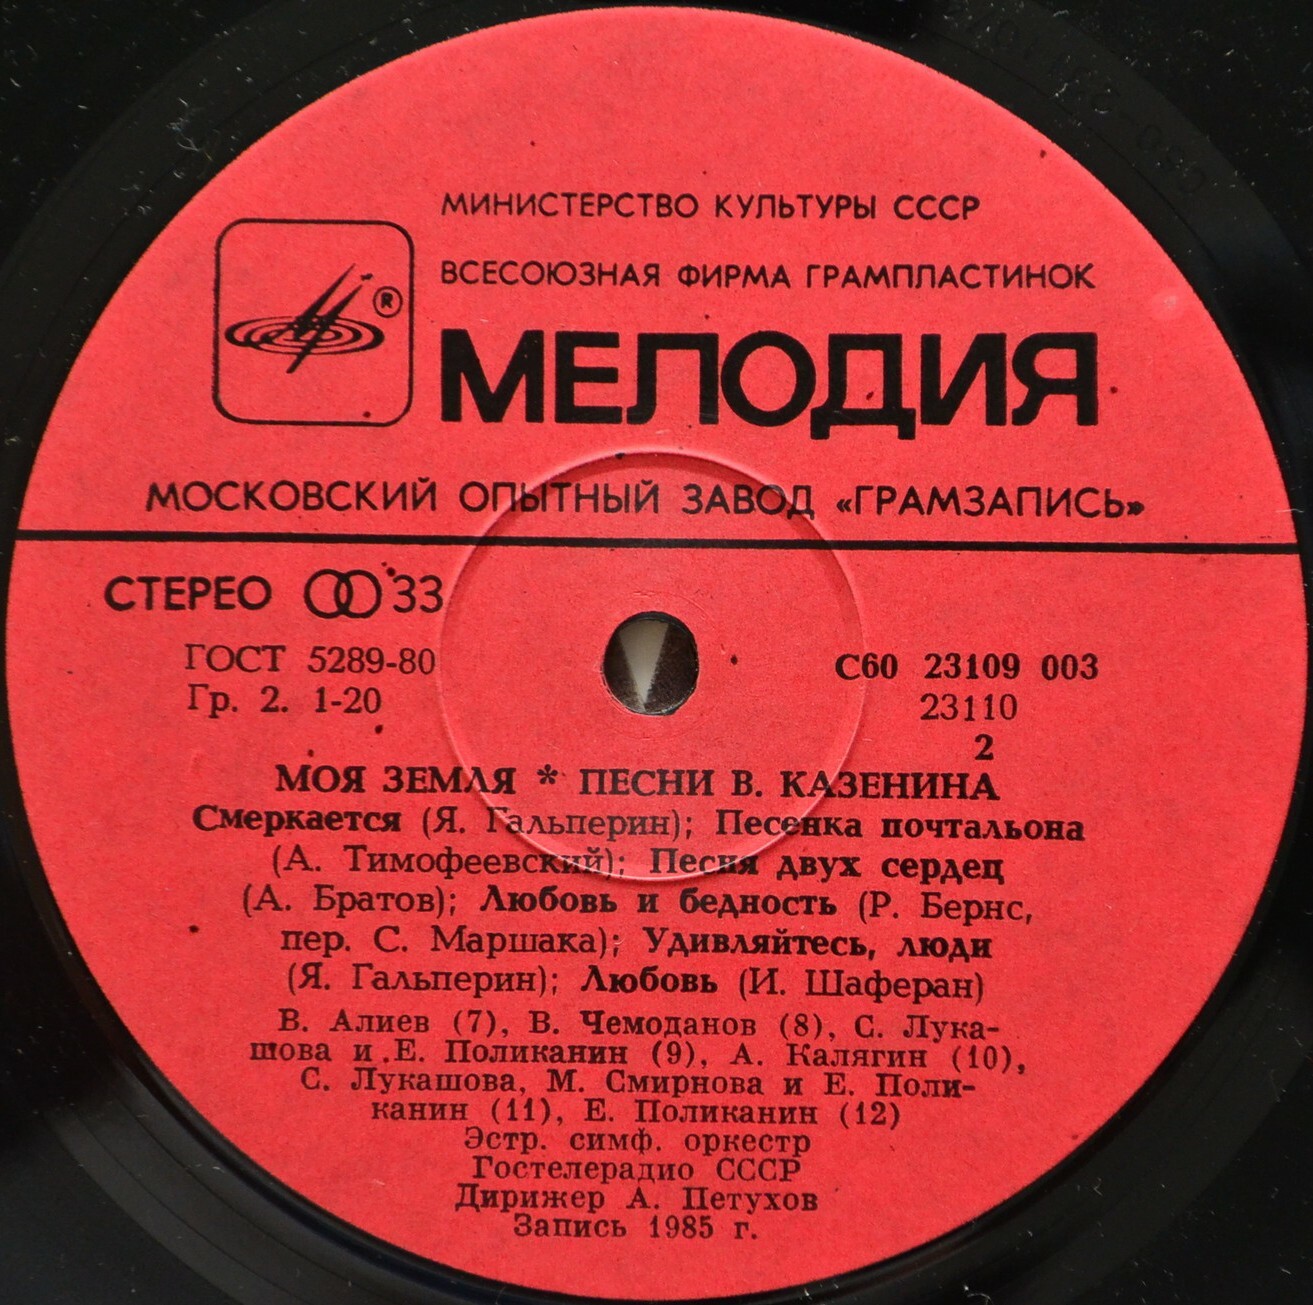 МИНИСТЕРСТВО КУЛЬТУРЫ СССР
ВСЕСОЮЗНАЯ ФИРМА ГРАМПЛАСТИНОК
®
МЕЛОДИЯ
МОСКОВСКИЙ ОПЫТНЫЙ ЗАВОД «ГРАМЗАПИСЬ»
СТЕРЕО 33
ГОСТ 5289-80
Гр. 2. 1-20
С60 23109 003
23110
2
МОЯ ЗЕМЛЯ * ПЕСНИ В. КАЗЕНИНА
Смеркается (Я. Гальперин); Песенка почтальона
(А. Тимофеевский); Песня двух сердец
(А. Братов); Любовь и бедность (Р. Бернс,
пер. С. Маршака); Удивляйтесь, люди
(Я. Гальперин); Любовь (И. Шаферан)
В. Алиев (7), В. Чемоданов (8), С. Лука-
шова и Е. Поликанин (9), А. Калягин (10),
С. Лукашова, М. Смирнова и Е. Поли-
канин (11), Е. Поликанин (12)
Эстр. симф. оркестр
Гостелерадио СССР
Дирижер А. Петухов
Запись 1985 г.